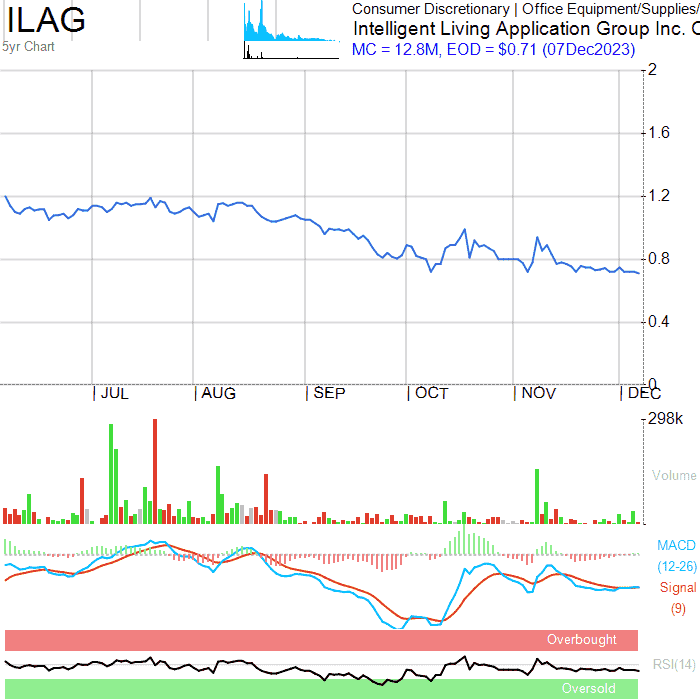 ILAG
5yr Chart
Consumer Discretionary | Office Equipment/Supplies/
Intelligent Living Application Group Inc.
MC = 12.8M, EOD = $0.71 (07Dec2023)
2
1.6
1.2
0.8
0.4
0
JUL
AUG
SEP
OCT
NOV
DEC
298k
Volume
MACD
(12-26)
Signal
(9)
Overbought
RSI(14)
Oversold